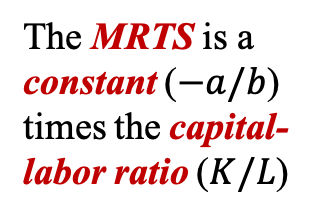 The MRTS is a
constant (−a/b)
times the capital-
labor ratio (K/L)